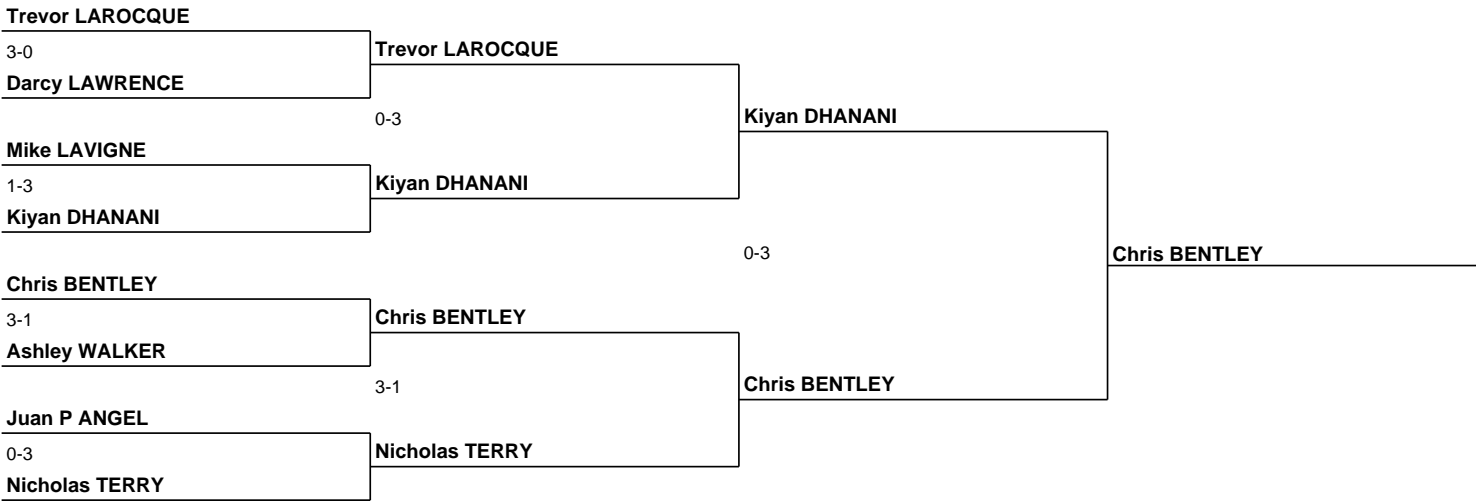 Trevor LAROCQUE
3-0
Darcy LAWRENCE
Mike LAVIGNE
1-3
Kiyan DHANANI
Chris BENTLEY
3-1
Ashley WALKER
Juan P ANGEL
0-3
Nicholas TERRY
Trevor LAROCQUE
0-3
Kiyan DHANANI
Chris BENTLEY
3-1
Nicholas TERRY
Kiyan DHANANI
0-3
Chris BENTLEY
Chris BENTLEY